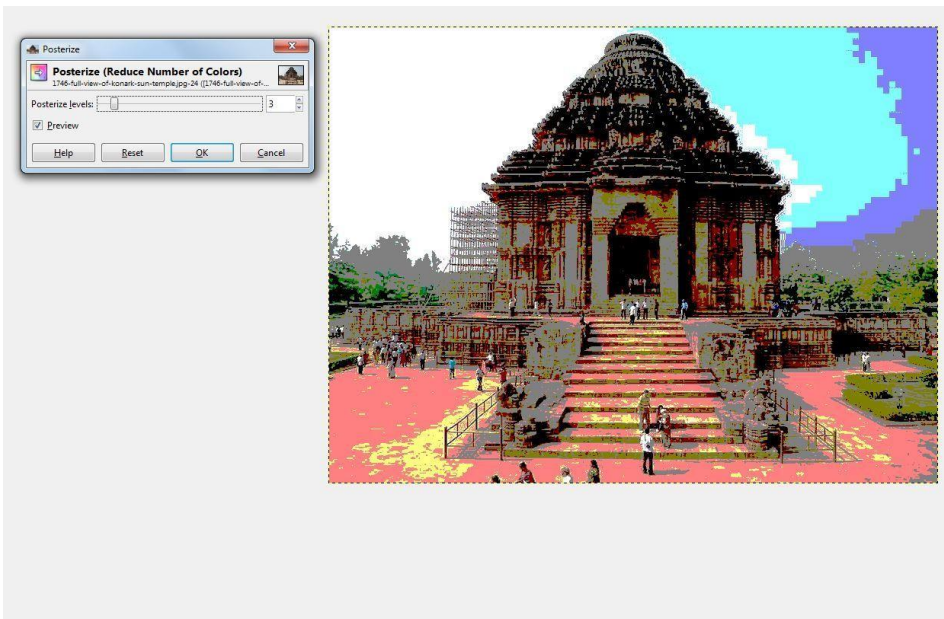 Posterize
Posterize (Reduce Number of Colors)
1746-full-view-of-konark-sun-temple.jpg-24 ([1746-full-view-of-...
Posterize levels: 3
Preview
Help Reset OK Cancel